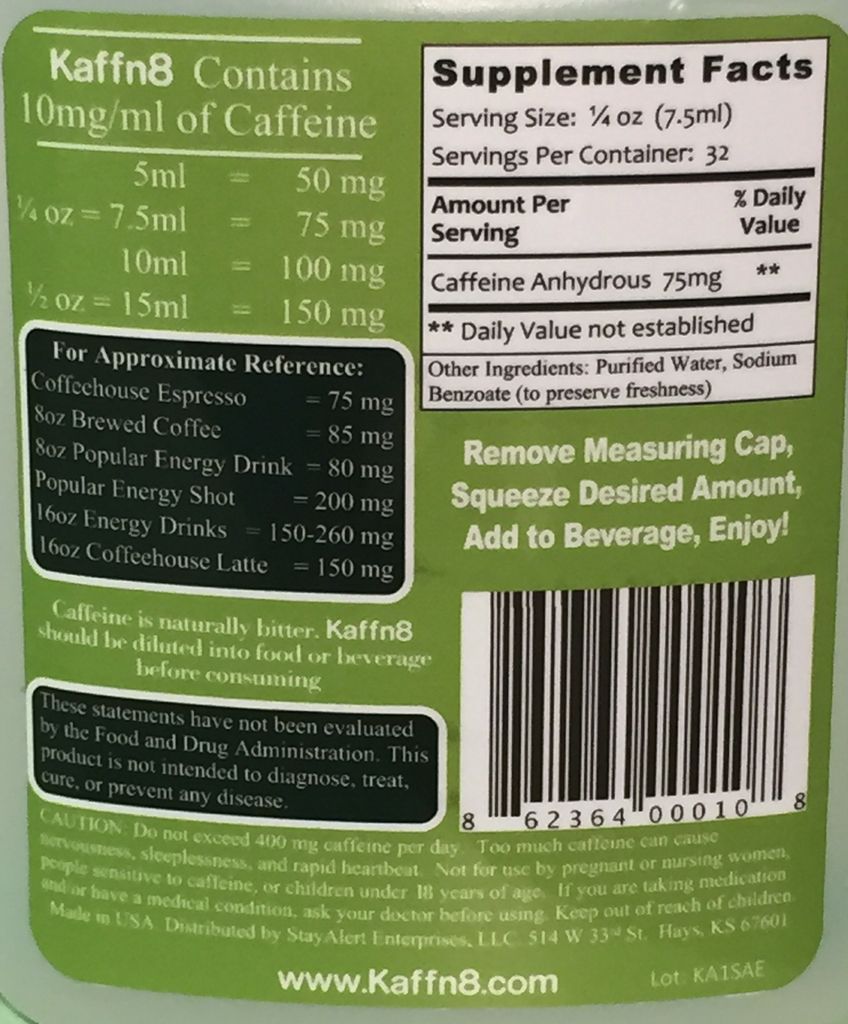 Kaffn8 Contains
10mg/ml of Caffeine
5ml = 50 mg
¼ oz = 7.5ml = 75 mg
10ml = 100 mg
½ oz = 15ml = 150 mg
For Approximate Reference:
Coffeehouse Espresso = 75 mg
8oz Brewed Coffee = 85 mg
8oz Popular Energy Drink = 80 mg
Popular Energy Shot = 200 mg
16oz Energy Drinks = 150-260 mg
16oz Coffeehouse Latte = 150 mg
Caffeine is naturally bitter. Kaffn8
should be diluted into food or beverage
before consuming
These statements have not been evaluated
by the Food and Drug Administration. This
product is not intended to diagnose, treat,
cure, or prevent any disease.
Supplement Facts
Serving Size: ¼ oz (7.5ml)
Servings Per Container: 32
Amount Per Serving % Daily Value
Caffeine Anhydrous 75mg **
** Daily Value not established
Other Ingredients: Purified Water, Sodium
Benzoate (to preserve freshness)
Remove Measuring Cap,
Squeeze Desired Amount,
Add to Beverage, Enjoy!
8 62364 00010 8
CAUTION: Do not exceed 400 mg caffeine per day. Too much caffeine can cause
nervousness, sleeplessness, and rapid heartbeat. Not for use by pregnant or nursing women,
people sensitive to caffeine, or children under 18 years of age. If you are taking medication
and or have a medical condition, ask your doctor before using. Keep out of reach of children.
Made in USA. Distributed by StayAlert Enterprises, LLC. 514 W 33rd St. Hays, KS 67601
www.Kaffn8.com
Lot: KA1SAE